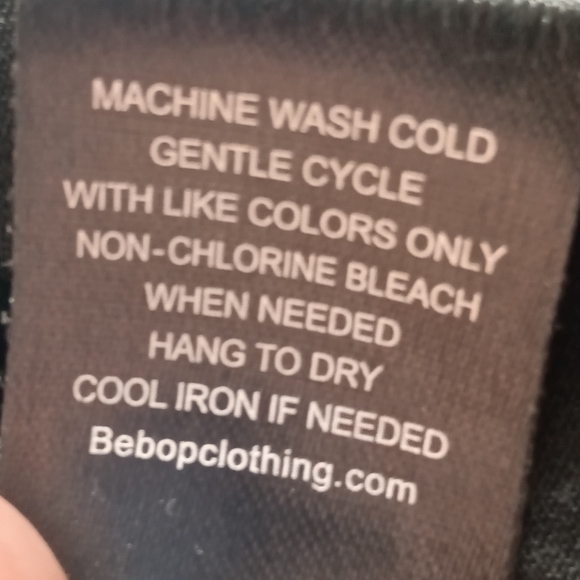 MACHINE WASH COLD
GENTLE CYCLE
WITH LIKE COLORS ONLY
NON-CHLORINE BLEACH
WHEN NEEDED
HANG TO DRY
COOL IRON IF NEEDED
Bebopclothing.com